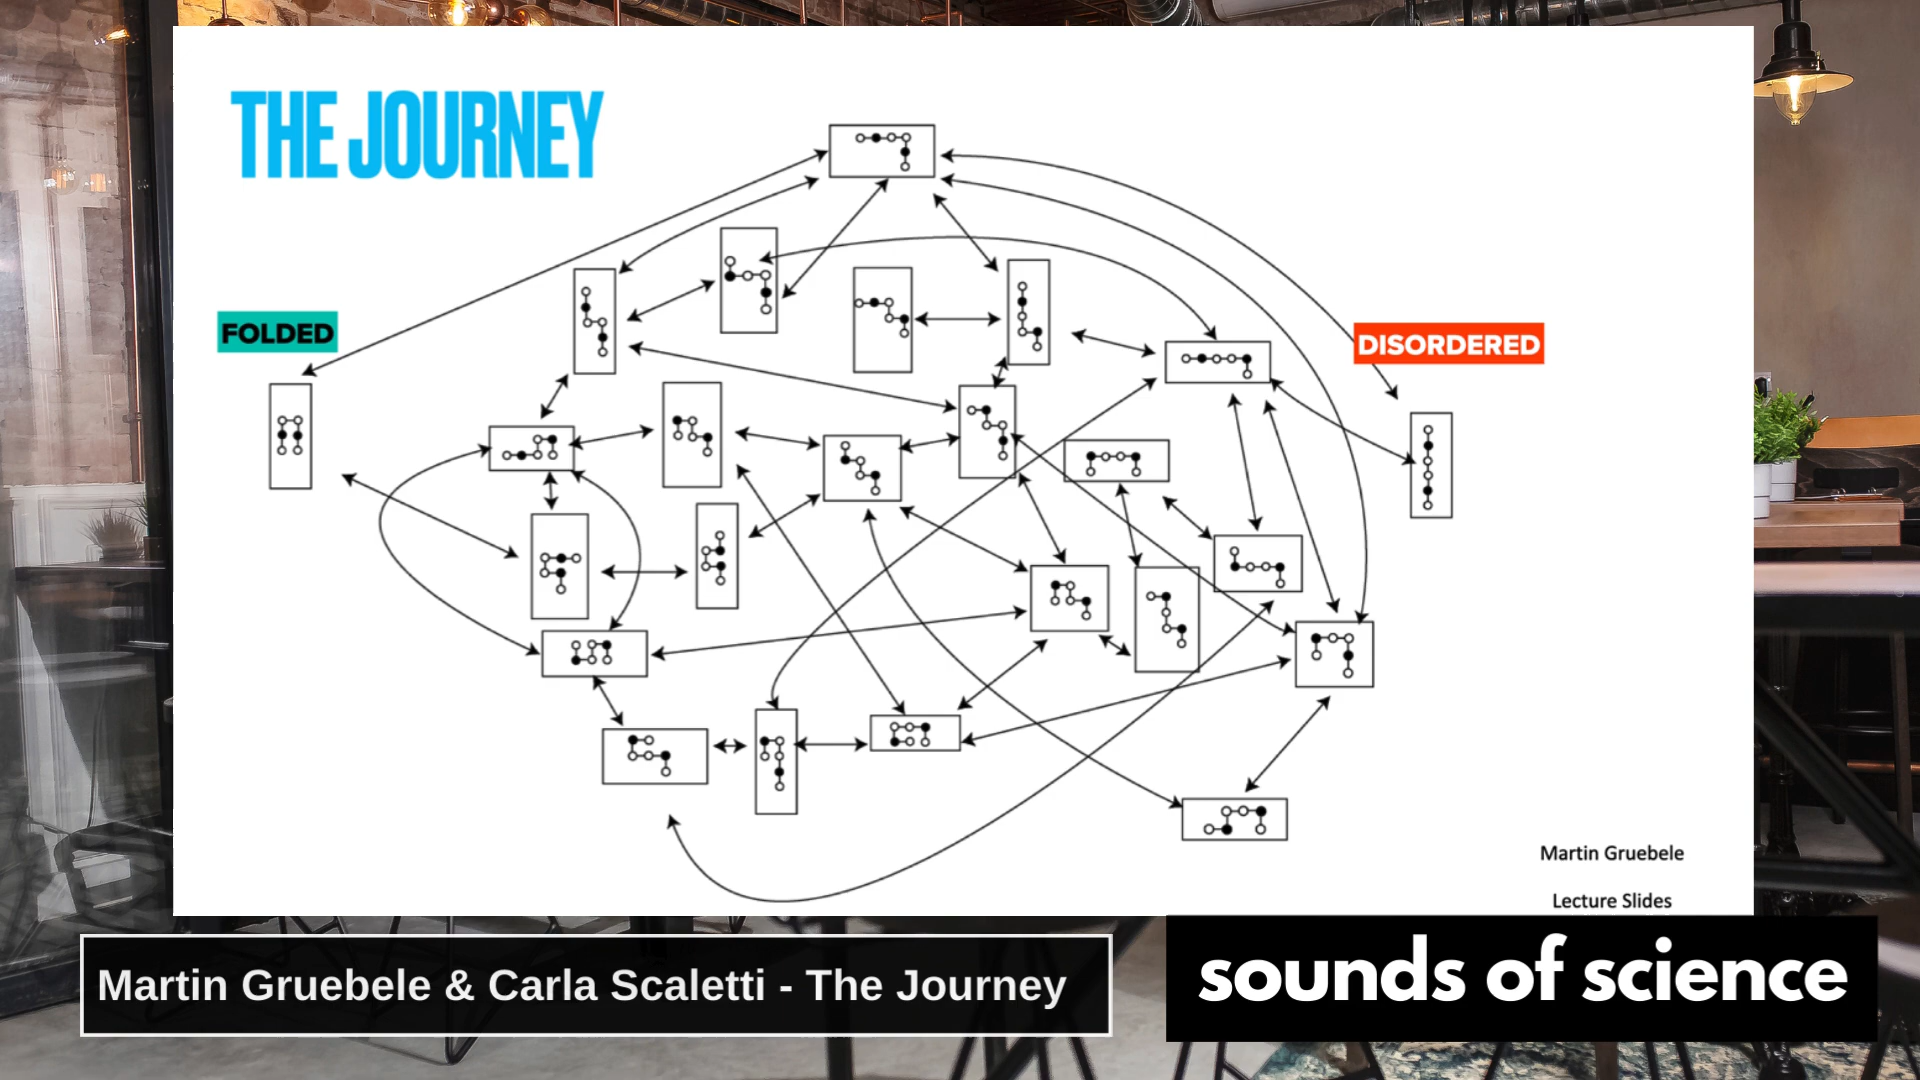 THE JOURNEY
FOLDED
DISORDERED
Martin Gruebele
Lecture Slides
Martin Gruebele & Carla Scaletti - The Journey
sounds of science